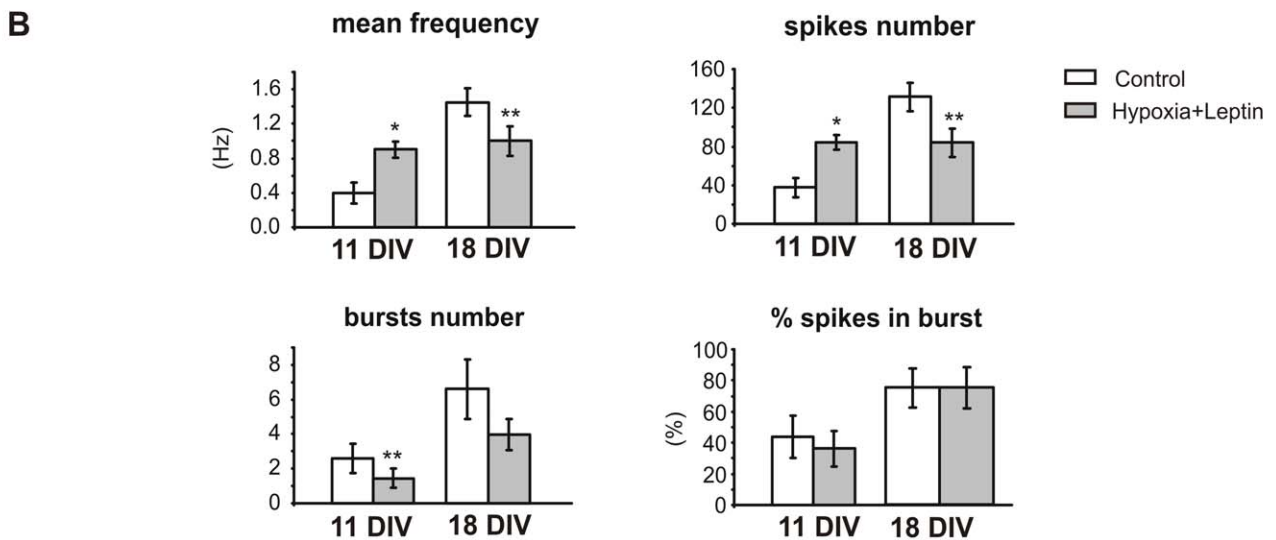 B
mean frequency
(Hz)
1.6
1.2
0.8
0.4
0.0
*
**
11 DIV 18 DIV
spikes number
160
120
80
40
0
*
**
11 DIV 18 DIV
Control
Hypoxia+Leptin
bursts number
8
6
4
2
0
**
11 DIV 18 DIV
% spikes in burst
(%)
100
80
60
40
20
0
11 DIV 18 DIV